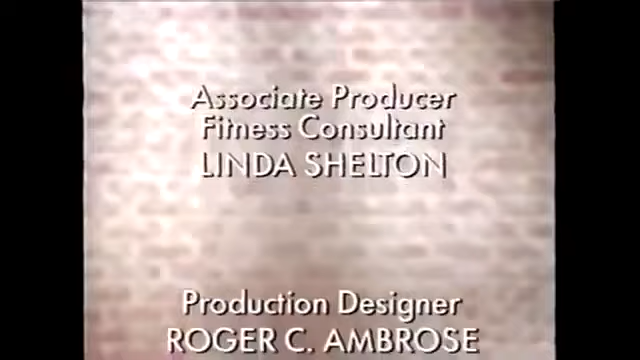 Associate Producer
Fitness Consultant
LINDA SHELTON
Production Designer
ROGER C. AMBROSE